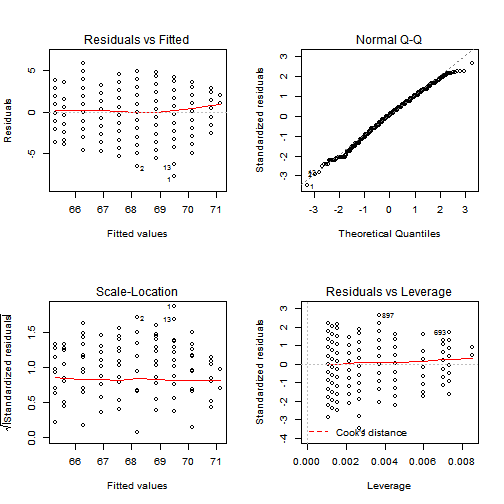 Residuals vs Fitted
Residuals
5
0
-5
2
13
1
66 67 68 69 70 71
Fitted values
Normal Q-Q
Standardized residuals
3
2
1
0
-1
-2
-3
1
-3 -2 -1 0 1 2 3
Theoretical Quantiles
Scale-Location
√|Standardized residuals|
1.5
1.0
0.5
0.0
1
2
13
66 67 68 69 70 71
Fitted values
Residuals vs Leverage
Standardized residuals
3
2
1
0
-1
-2
-3
-4
897
693
1
Cook's distance
0.000 0.002 0.004 0.006 0.008
Leverage